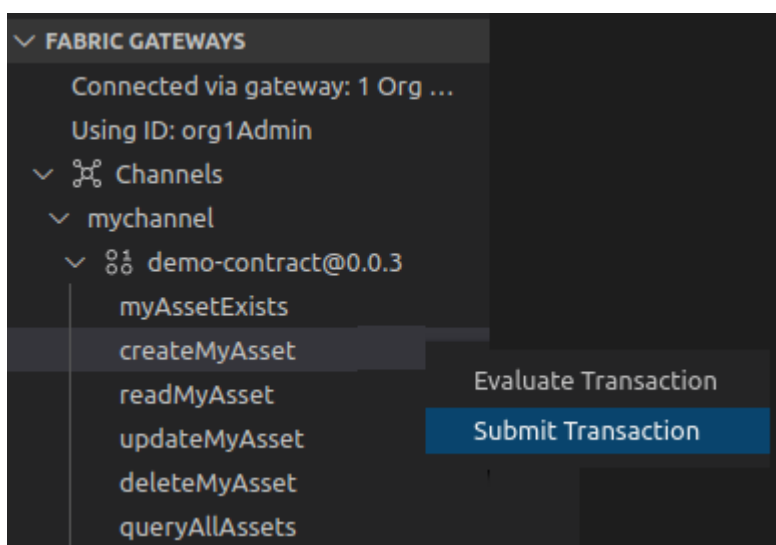 FABRIC GATEWAYS
Connected via gateway: 1 Org ...
Using ID: org1Admin
Channels
mychannel
demo-contract@0.0.3
myAssetExists
createMyAsset
readMyAsset
updateMyAsset
deleteMyAsset
queryAllAssets
Evaluate Transaction
Submit Transaction